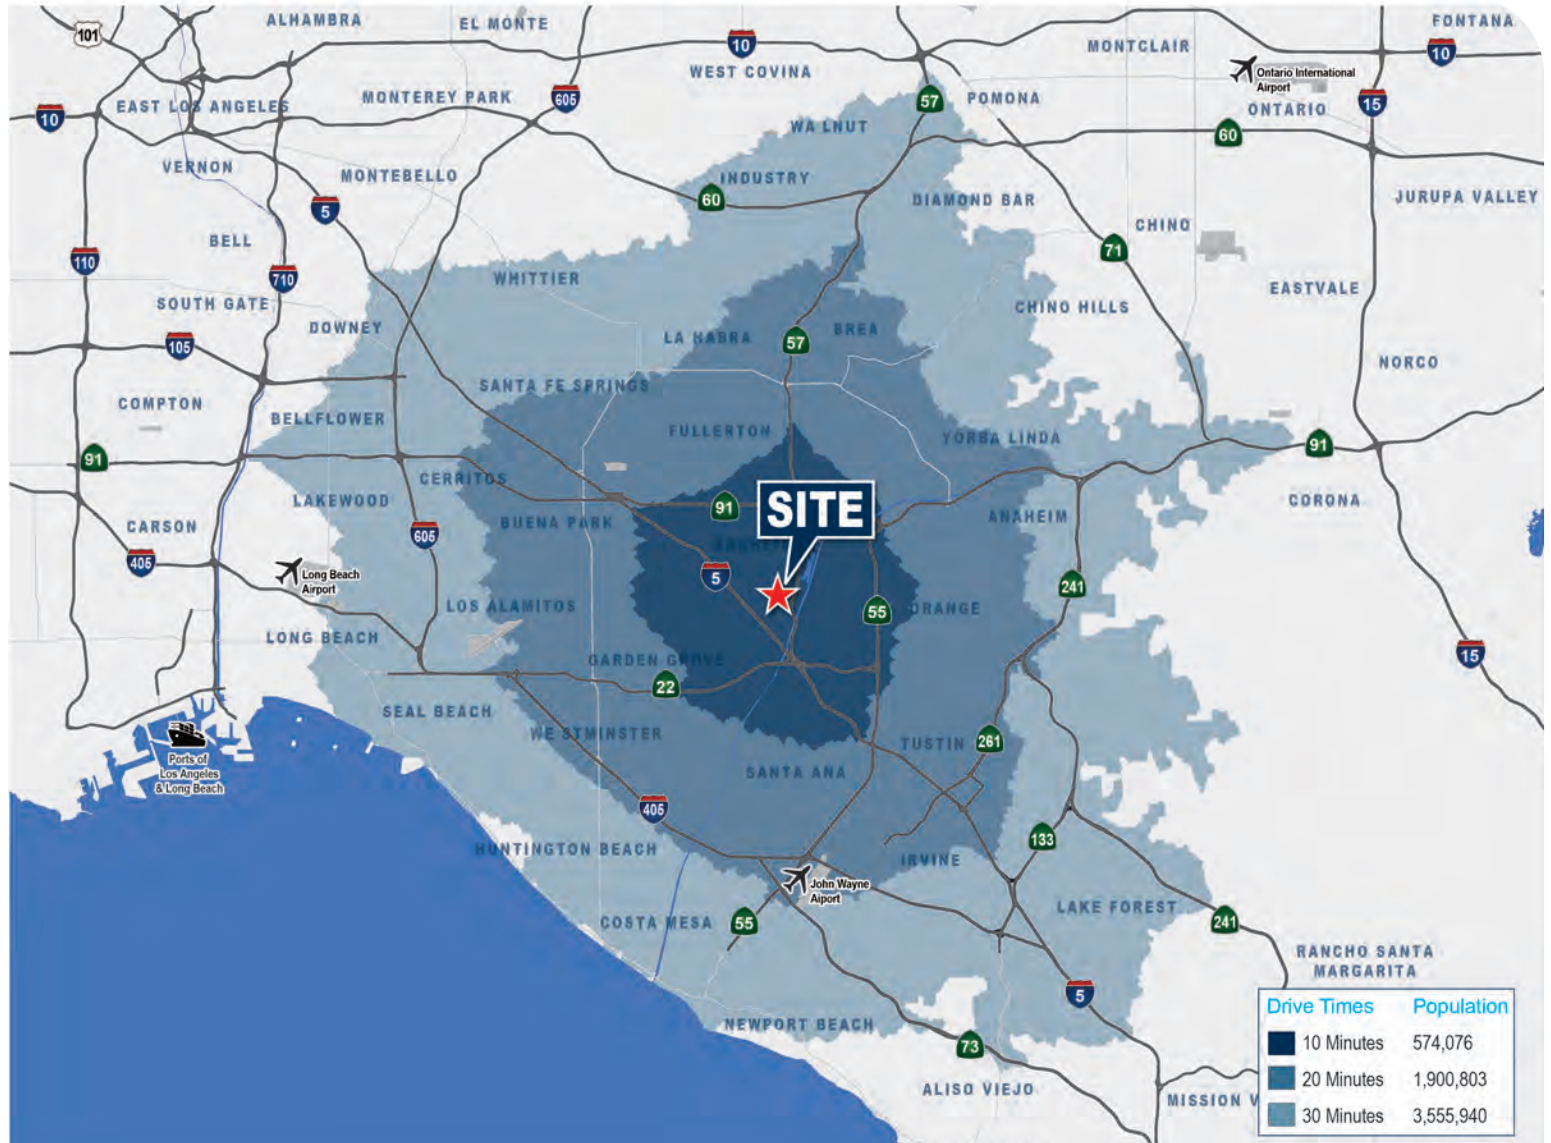 ALHAMBRA
EL MONTE
FONTANA
101
10
WEST COVINA
MONTCLAIR
10
Ontario International
Airport
ONTARIO
EAST LOS ANGELES
MONTEREY PARK
605
57
POMONA
15
10
WALNUT
60
VERNON
MONTEBELLO
INDUSTRY
60
DIAMOND BAR
JURUPA VALLEY
5
BELL
CHINO
71
110
710
WHITTIER
EASTVALE
SOUTH GATE
DOWNEY
CHINO HILLS
105
LA HABRA
57
BREA
NORCO
COMPTON
SANTA FE SPRINGS
BELLFLOWER
FULLERTON
YORBA LINDA
91
91
CERRITOS
LAKEWOOD
CORONA
CARSON
605
BUENA PARK
91
SITE
ANAHEIM
ANAHEIM
405
Long Beach
Airport
5
241
LOS ALAMITOS
55
ORANGE
LONG BEACH
15
GARDEN GROVE
22
SEAL BEACH
WESTMINSTER
TUSTIN
261
Ports of
Los Angeles
& Long Beach
SANTA ANA
405
133
HUNTINGTON BEACH
IRVINE
John Wayne
Aiport
COSTA MESA
55
LAKE FOREST
241
RANCHO SANTA
MARGARITA
5
NEWPORT BEACH
73
ALISO VIEJO
MISSION V
Drive Times Population
10 Minutes 574,076
20 Minutes 1,900,803
30 Minutes 3,555,940